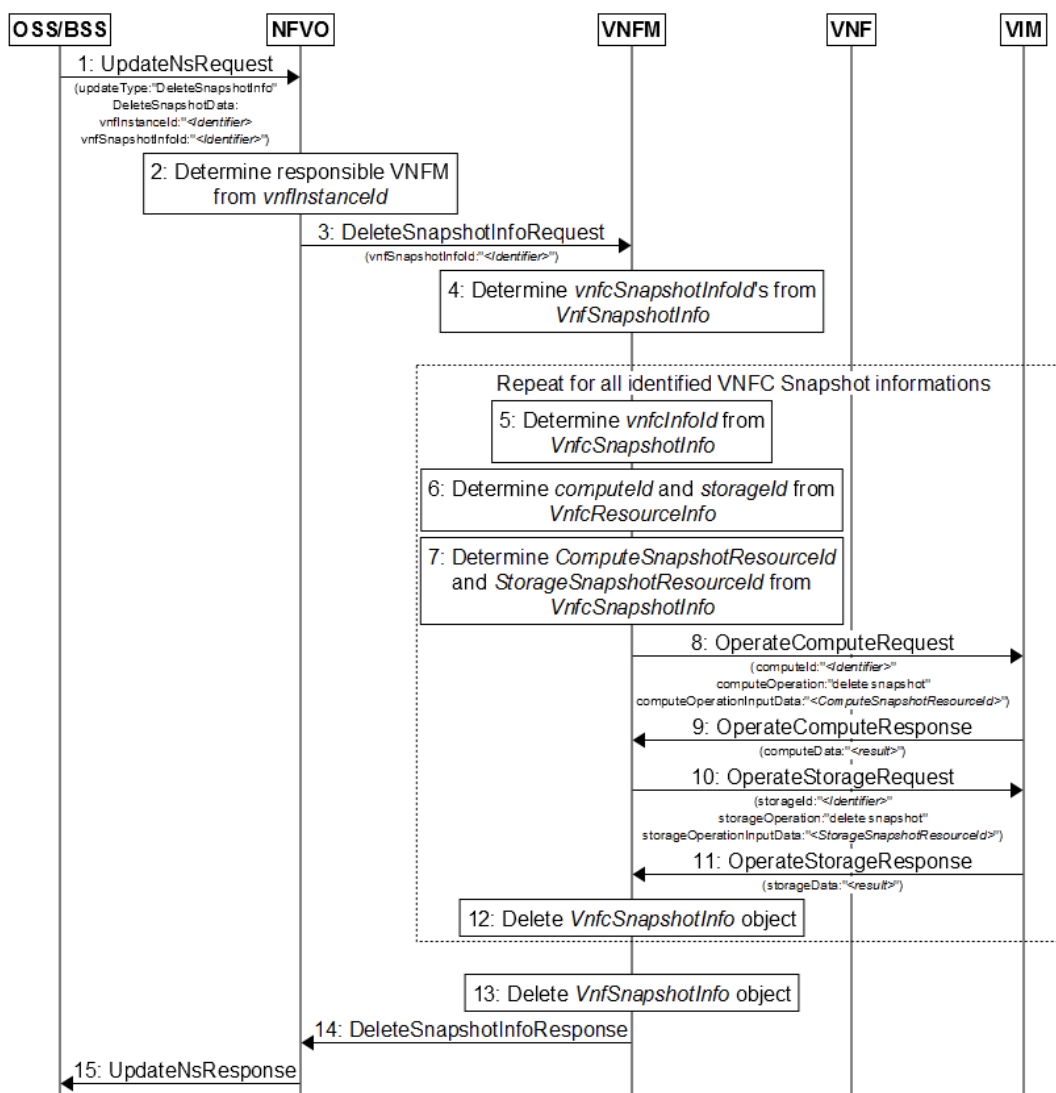 OSS/BSS NFVO VNFM VNF VIM
1: UpdateNsRequest
(updateType:"DeleteSnapshotInfo"
DeleteSnapshotData:
vnfInstanceId:"<Identifier>
vnfSnapshotInfoId:"<Identifier>")
2: Determine responsible VNFM
from vnfInstanceId
3: DeleteSnapshotInfoRequest
(vnfSnapshotInfoId:"<Identifier>")
4: Determine vnfcSnapshotInfoId's from
VnfSnapshotInfo
Repeat for all identified VNFC Snapshot informations
5: Determine vnfcInfoId from
VnfcSnapshotInfo
6: Determine computeId and storageId from
VnfcResourceInfo
7: Determine ComputeSnapshotResourceId
and StorageSnapshotResourceId from
VnfcSnapshotInfo
8: OperateComputeRequest
(computeId:"<Identifier>"
computeOperation:"delete snapshot"
computeOperationInputData:"<ComputeSnapshotResourceId>")
9: OperateComputeResponse
(computeData:"<result>")
10: OperateStorageRequest
(storageId:"<Identifier>"
storageOperation:"delete snapshot"
storageOperationInputData:"<StorageSnapshotResourceId>")
11: OperateStorageResponse
(storageData:"<result>")
12: Delete VnfcSnapshotInfo object
13: Delete VnfSnapshotInfo object
14: DeleteSnapshotInfoResponse
15: UpdateNsResponse